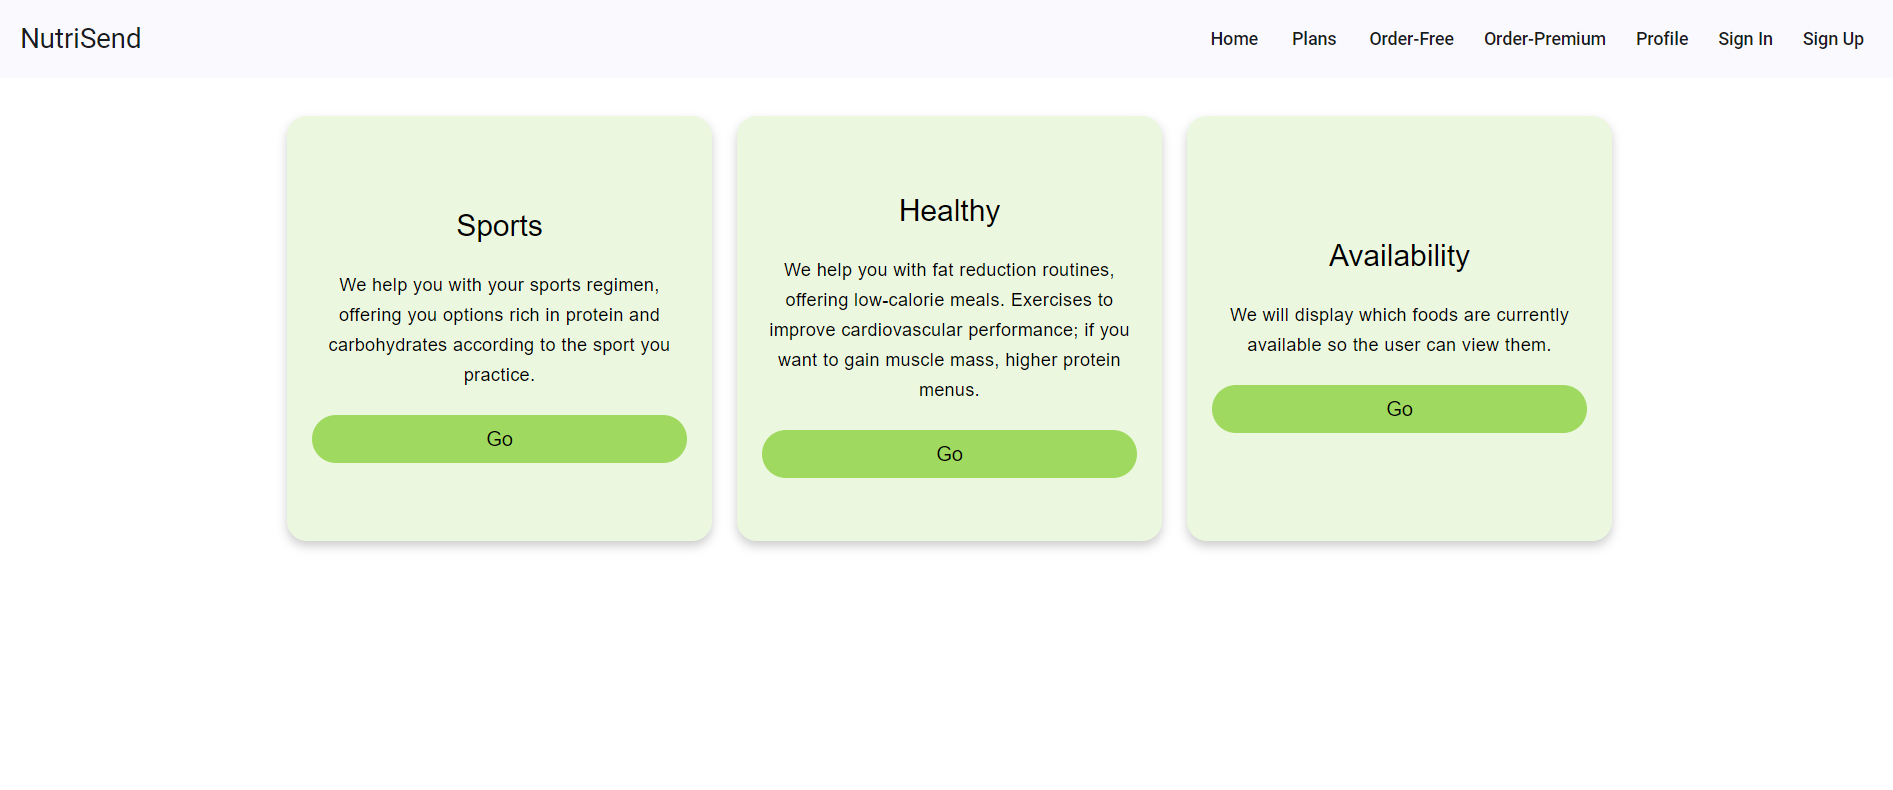 NutriSend
Home Plans Order-Free Order-Premium Profile Sign In Sign Up
Sports
We help you with your sports regimen,
offering you options rich in protein and
carbohydrates according to the sport you
practice.
Go
Healthy
We help you with fat reduction routines,
offering low-calorie meals. Exercises to
improve cardiovascular performance; if you
want to gain muscle mass, higher protein
menus.
Go
Availability
We will display which foods are currently
available so the user can view them.
Go